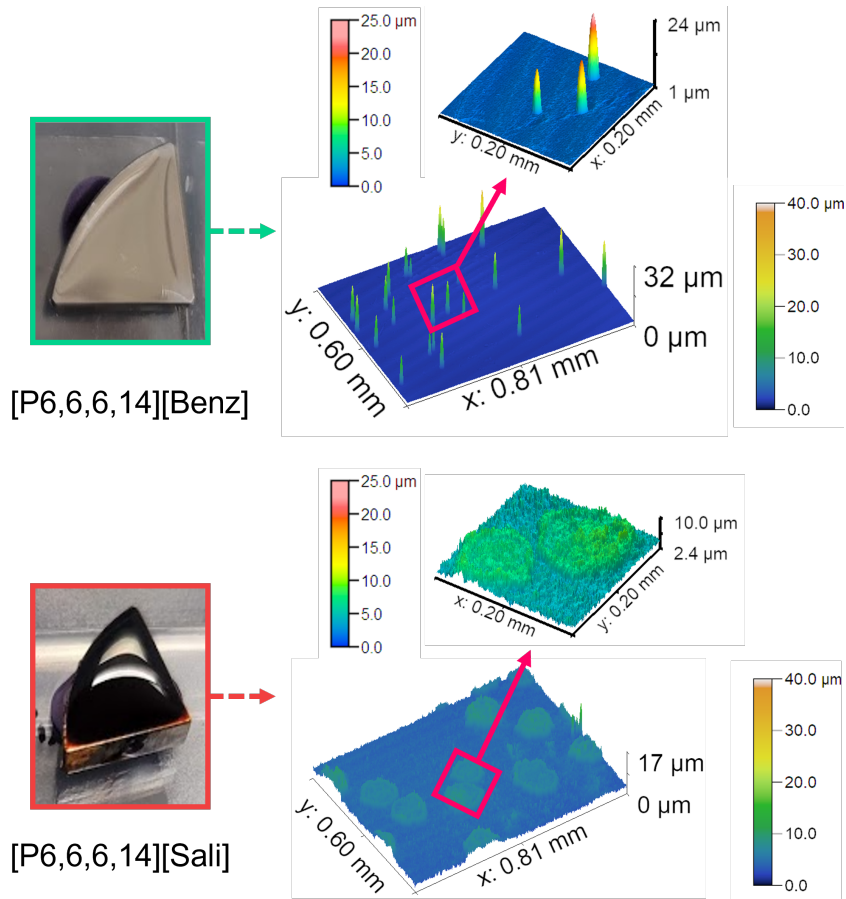 25.0 µm
20.0
15.0
10.0
5.0
0.0
24 µm
1 µm
y: 0.20 mm
x: 0.20 mm
40.0 µm
30.0
20.0
10.0
0.0
32 µm
0 µm
y: 0.60 mm
x: 0.81 mm
[P6,6,6,14][Benz]
25.0 µm
20.0
15.0
10.0
5.0
0.0
10.0 µm
2.4 µm
x: 0.20 mm
y: 0.20 mm
40.0 µm
30.0
20.0
10.0
0.0
17 µm
0 µm
y: 0.60 mm
x: 0.81 mm
[P6,6,6,14][Sali]